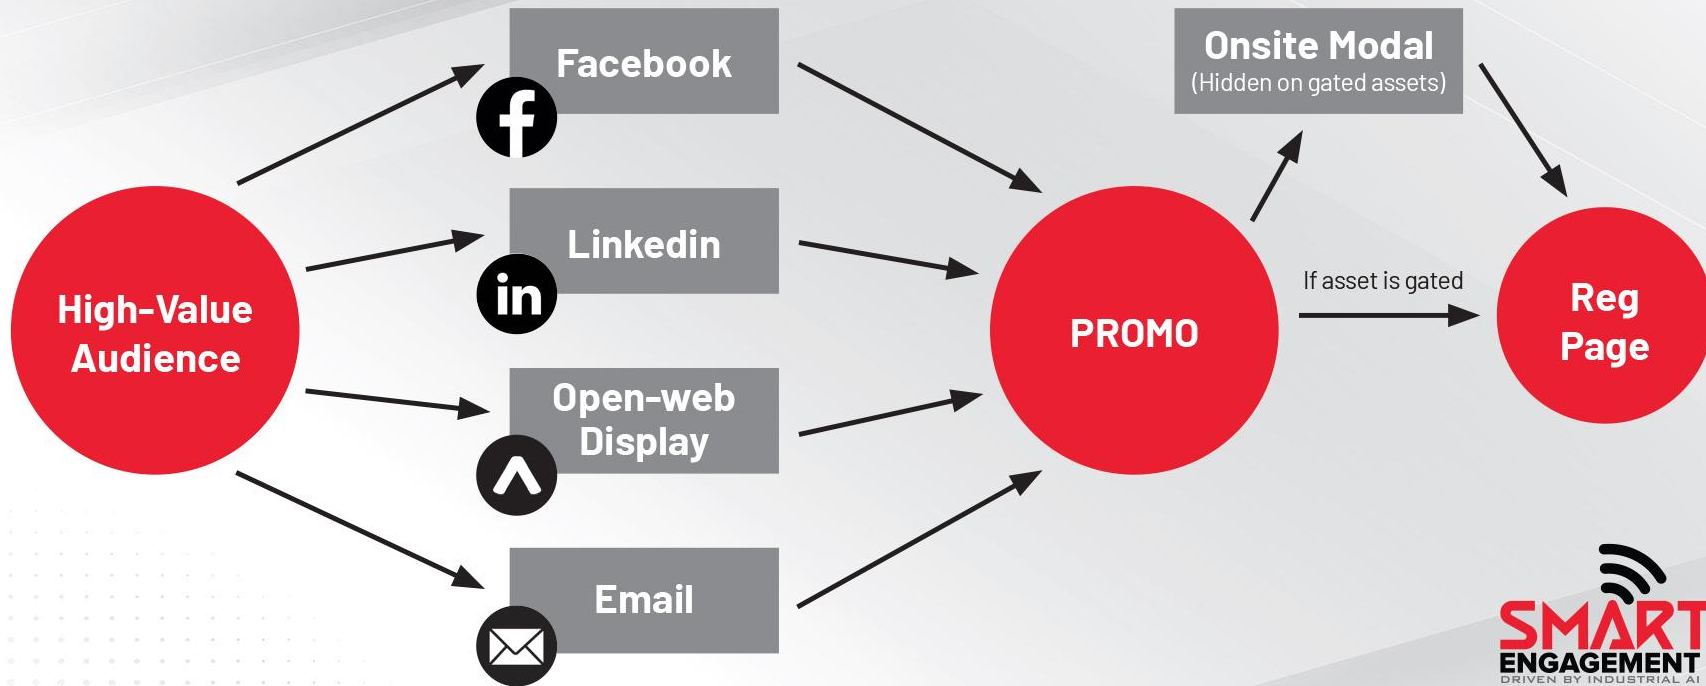 Facebook
Onsite Modal
(Hidden on gated assets)
f
Linkedin
in
High-Value
Audience
If asset is gated
PROMO
Reg
Page
Open-web
Display
Email
SMART
ENGAGEMENT
DRIVEN BY INDUSTRIAL AI